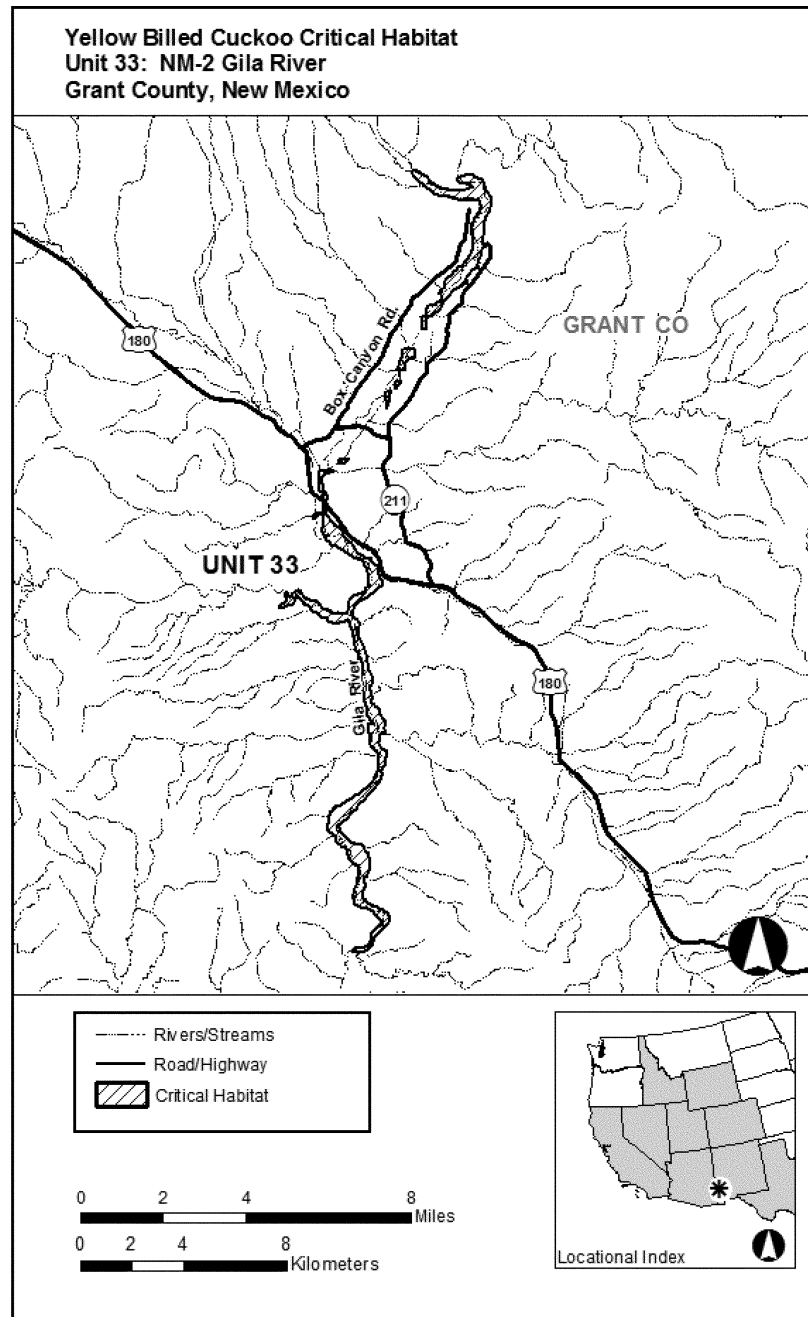 Yellow Billed Cuckoo Critical Habitat
Unit 33: NM-2 Gila River
Grant County, New Mexico
180
Box Canyon Rd.
GRANT CO
211
UNIT 33
Gila River
180
Rivers/Streams
Road/Highway
Critical Habitat
0 2 4 8
Miles
0 2 4 8
Kilometers
Locational Index